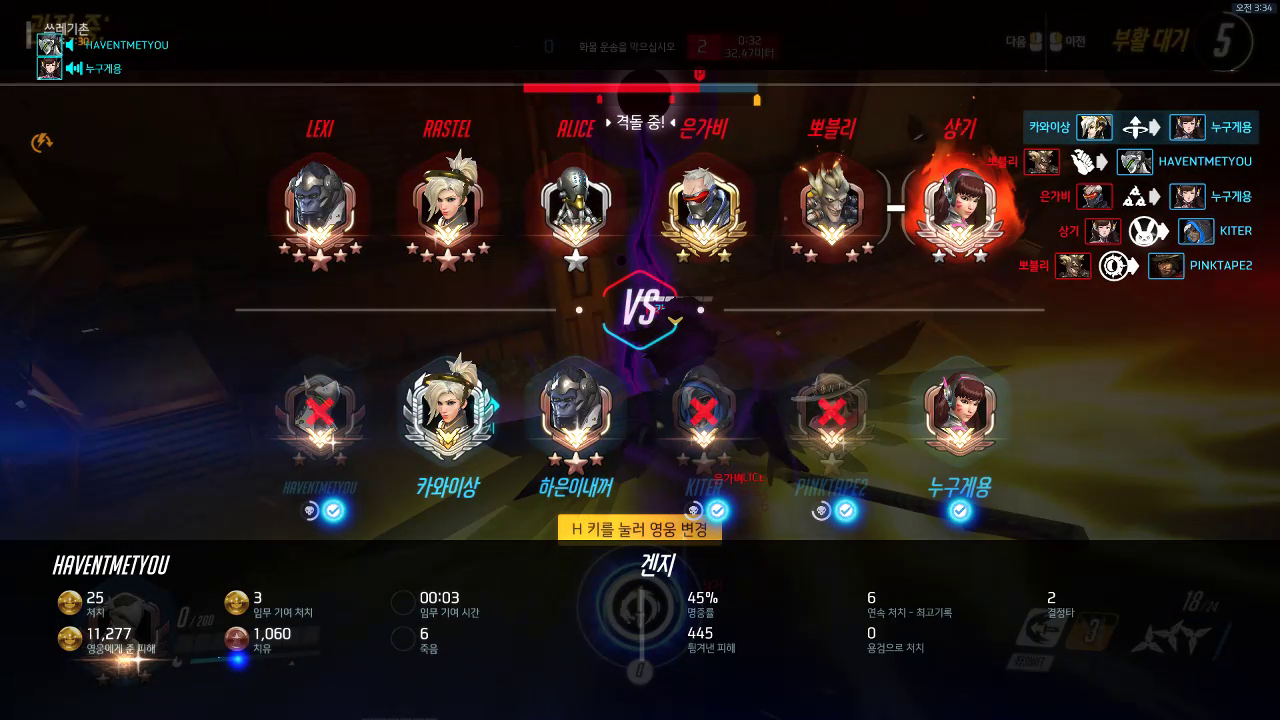 오전 3:34
쓰레기촌
HAVENTMETYOU
누구게용
0 화물 운송을 막으십시오 2 0:32
32.47미터
다음 이전
부활 대기 5
격돌 중!
LEXI RASTEL ALICE 은가비 뽀블리 상기
카와이상 누구게용
뽀블리 HAVENTMETYOU
은가비 누구게용
상기 KITER
뽀블리 PINKTAPE2
VS
HAVENTMETYOU 카와이상 하은이내꺼 KITER PINKTAPE2 누구게용
H 키를 눌러 영웅 변경
HAVENTMETYOU 겐지
25 3 00:03 45% 6 2
처치 임무 기여 처치 임무 기여 시간 명중률 연속 처치 - 최고기록 결정타
11,277 1,060 6 445 0
영웅에게 준 피해 치유 죽음 튕겨낸 피해 용검으로 처치
0/200
0
3
18/24